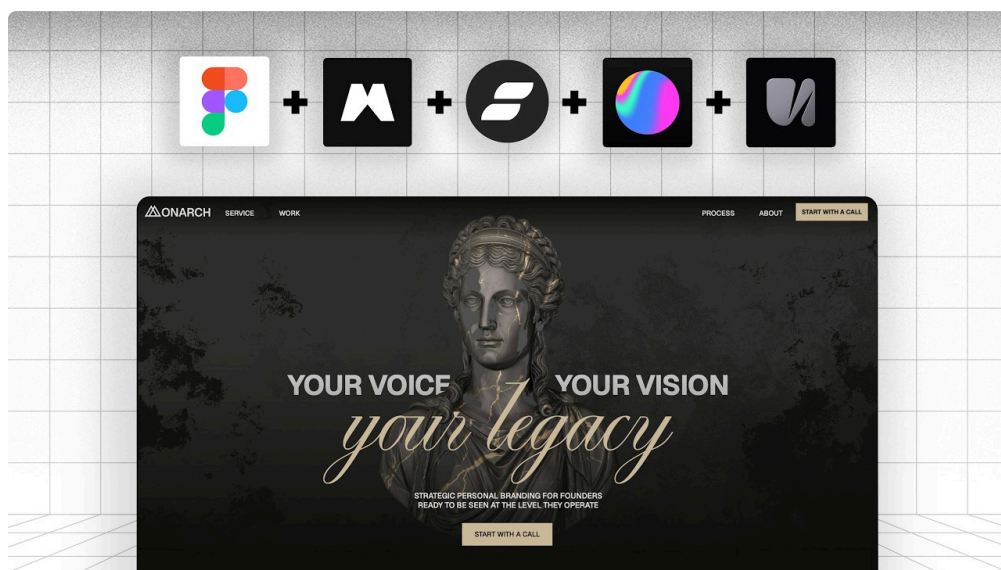 MONARCH SERVICE WORK PROCESS ABOUT START WITH A CALL
YOUR VOICE YOUR VISION
your legacy
STRATEGIC PERSONAL BRANDING FOR FOUNDERS
READY TO BE SEEN AT THE LEVEL THEY OPERATE
START WITH A CALL